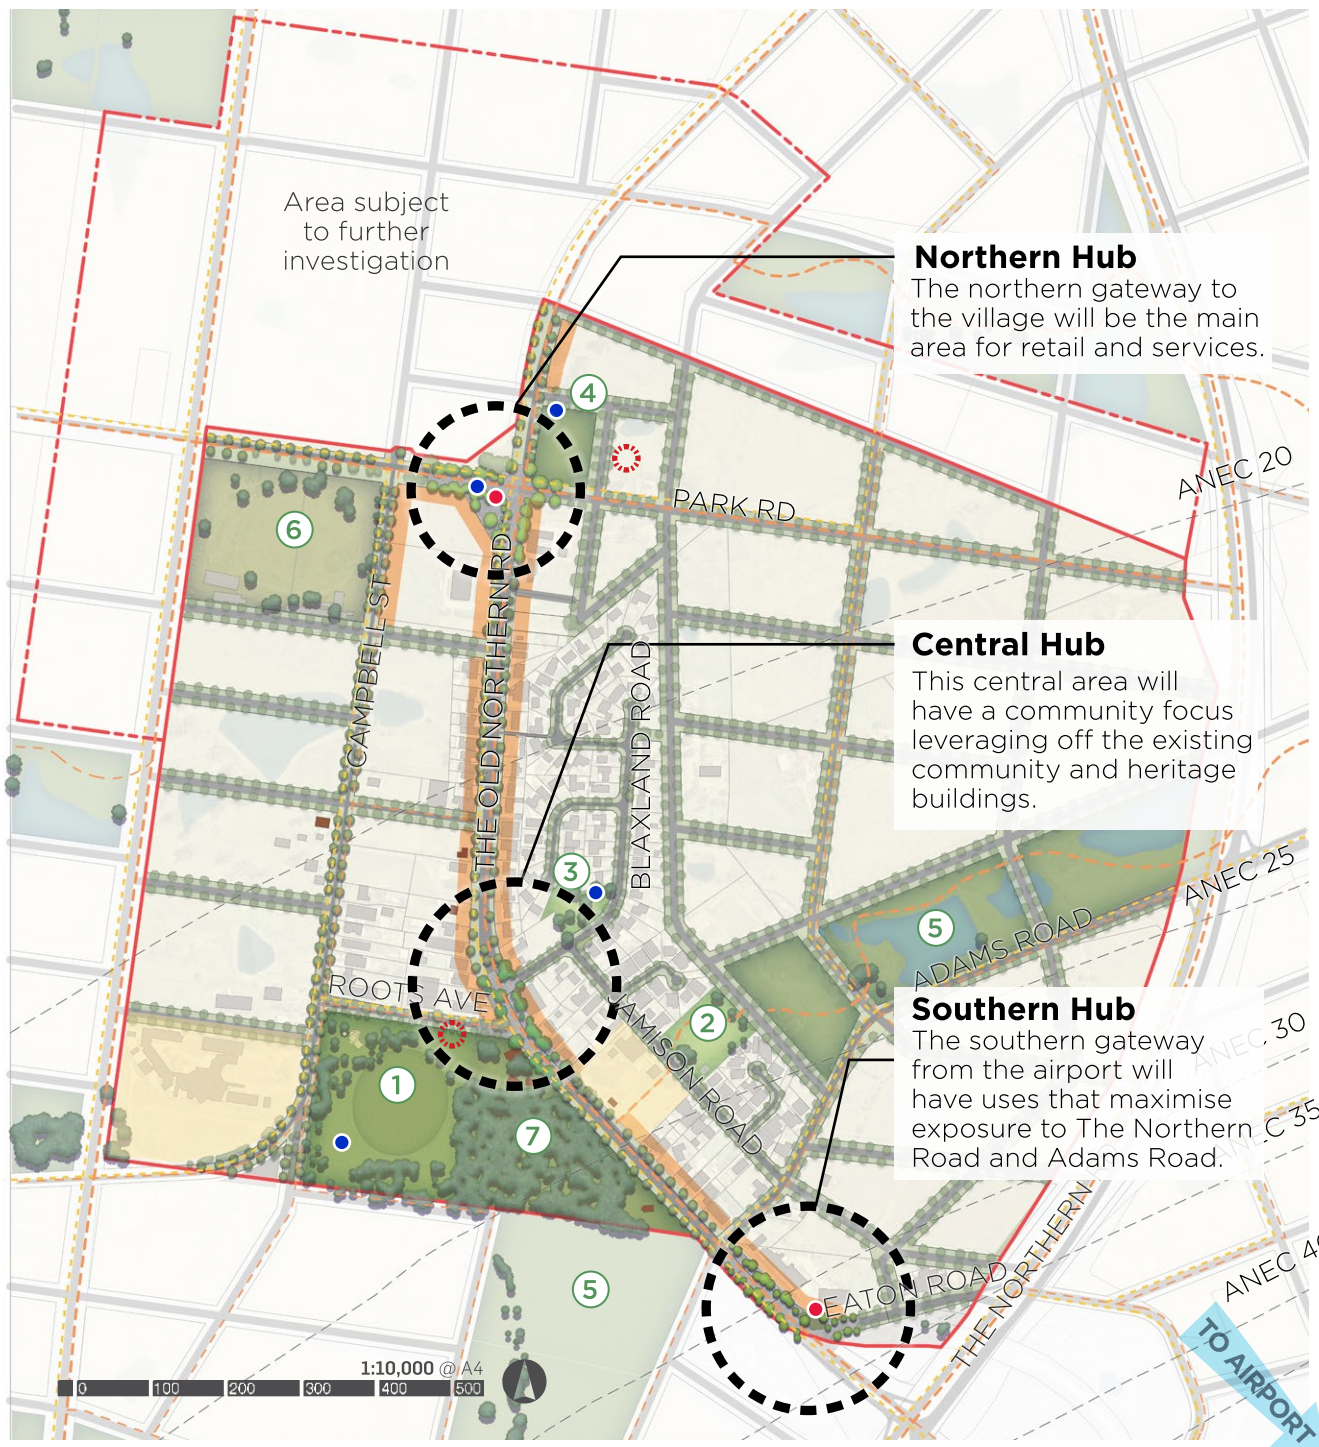 Area subject
to further
investigation
Northern Hub
The northern gateway to
the village will be the main
area for retail and services.
4
ANEC 20
PARK RD
6
CAMPBELL ST
THE OLD NORTHERN RD
BLAXLAND ROAD
Central Hub
This central area will
have a community focus
leveraging off the existing
community and heritage
buildings.
3
ANEC 25
5
ADAMS ROAD
ROOTS AVE
JAMISON ROAD
2
Southern Hub
The southern gateway
from the airport will
have uses that maximise
exposure to The Northern
Road and Adams Road.
ANEC 30
1
7
EATON ROAD
THE NORTHERN
5
TO AIRPORT
1:10,000 @ A4
0 100 200 300 400 500